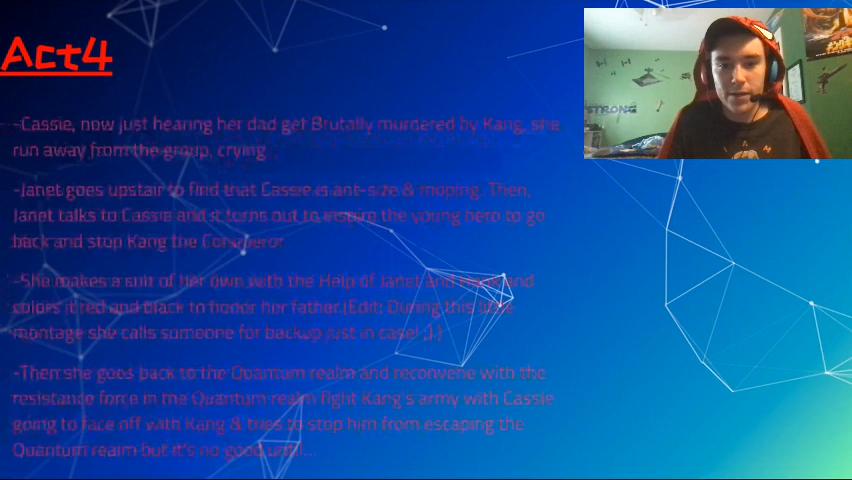 Act4
-Cassie, now just hearing her dad get Brutally murdered by Kang, she
run away from the group, crying.
-Janet goes upstair to find that Cassie is ant-size & moping. Then,
Janet talks to Cassie and it turns out to inspire the young hero to go
back and stop Kang the Conqueror
-She makes a suit of her own with the Help of Janet and Hank and
colors it red and black to honor her father.(Edit: During this little
montage she calls someone for backup just in case! ;).)
-Then she goes back to the Quantum realm and reconvene with the
resistance force in the Quantum realm fight Kang's army with Cassie
going to face off with Kang & tries to stop him from escaping the
Quantum realm but it's no good until...
STRONG